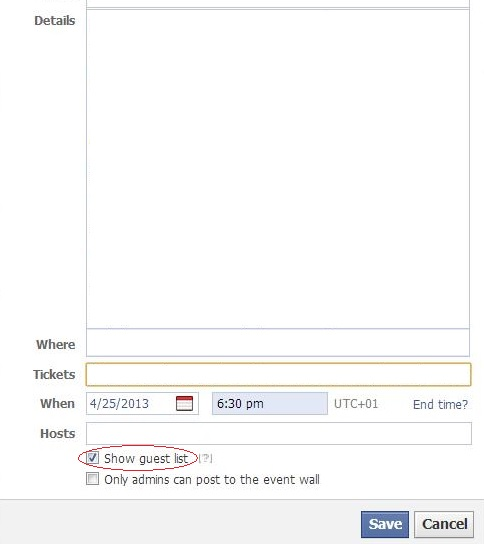 Details
Where
Tickets
When 4/25/2013 6:30 pm UTC+01 End time?
Hosts
Show guest list [?]
Only admins can post to the event wall
Save Cancel